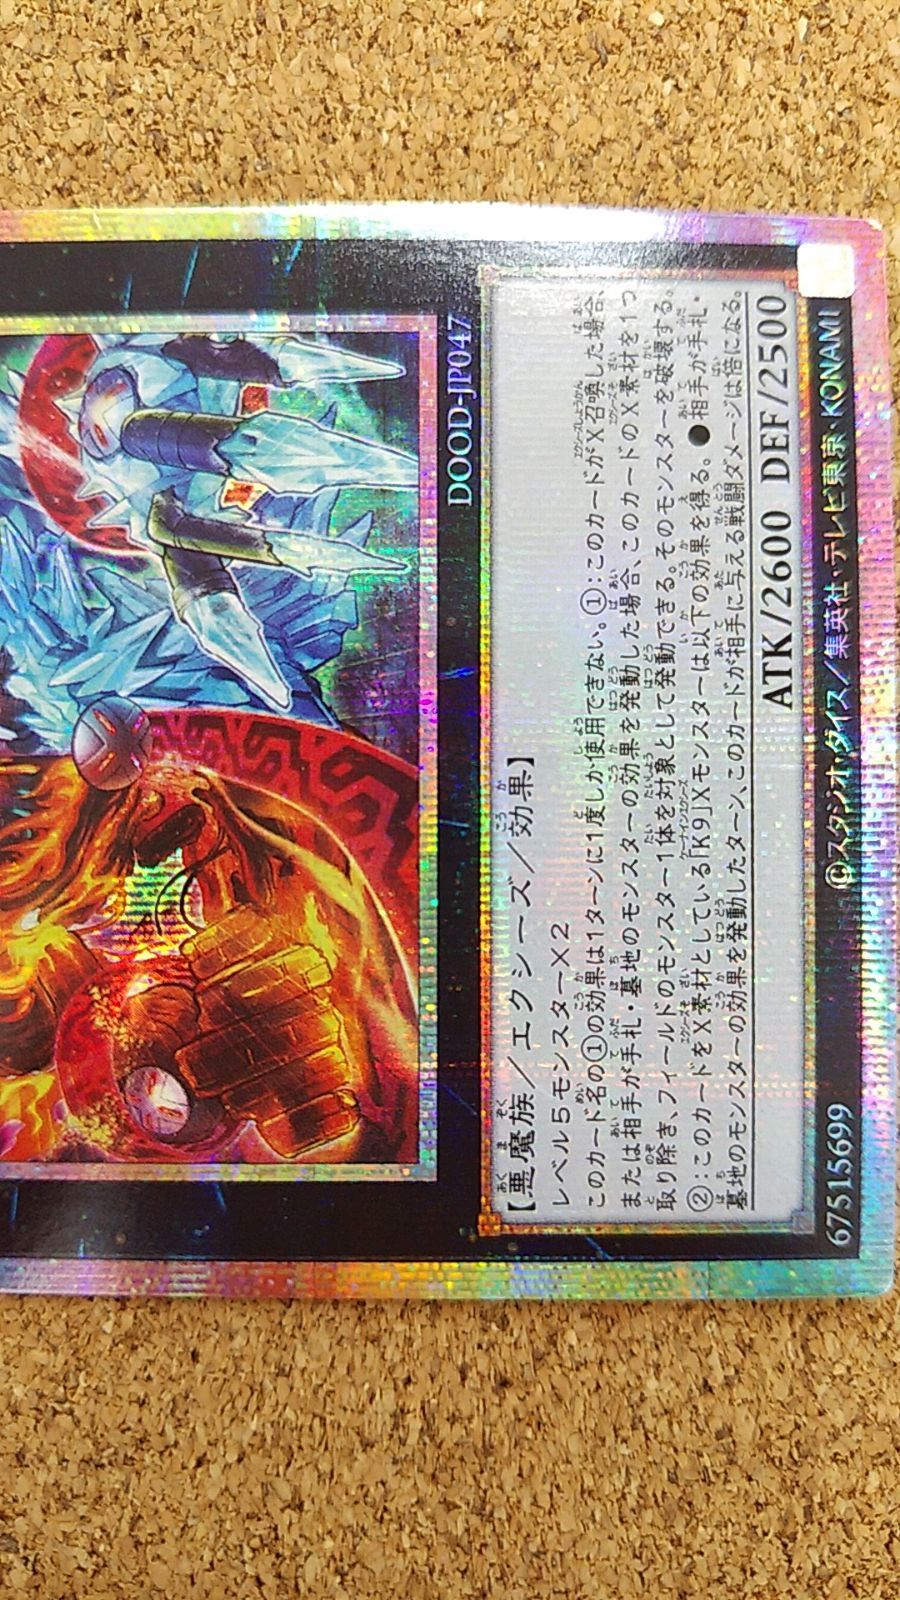 DOOD-JP047
【悪魔族／エクシーズ／効果】
レベル5モンスター×2
このカード名の①の効果は1ターンに1度しか使用できない。①：このカードがX召喚した場合、
または相手が手札・墓地のモンスターの効果を発動した場合、このカードのX素材を1つ
取り除き、フィールドのモンスター1体を対象として発動できる。そのモンスターを破壊する。
②：このカードをX素材としている「K9」Xモンスターは以下の効果を得る。●相手が手札・
墓地のモンスターの効果を発動したターン、このカードが相手に与える戦闘ダメージは倍になる。
ATK/2600 DEF/2500
67515699
©スタジオ・ダイス／集英社・テレビ東京・KONAMI